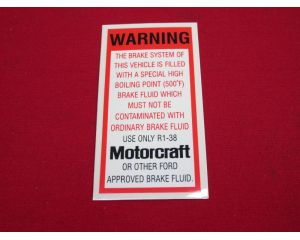 WARNING
THE BRAKE SYSTEM OF
THIS VEHICLE IS FILLED
WITH A SPECIAL HIGH
BOILING POINT (500°F)
BRAKE FLUID WHICH
MUST NOT BE
CONTAMINATED WITH
ORDINARY BRAKE FLUID
USE ONLY R1-38
Motorcraft
OR OTHER FORD
APPROVED BRAKE FLUID.